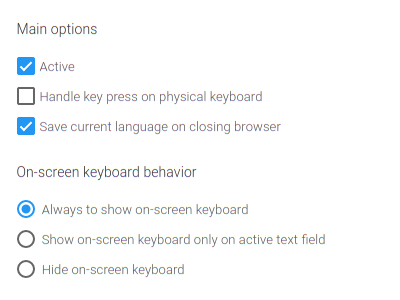 Main options
Active
Handle key press on physical keyboard
Save current language on closing browser
On-screen keyboard behavior
Always to show on-screen keyboard
Show on-screen keyboard only on active text field
Hide on-screen keyboard